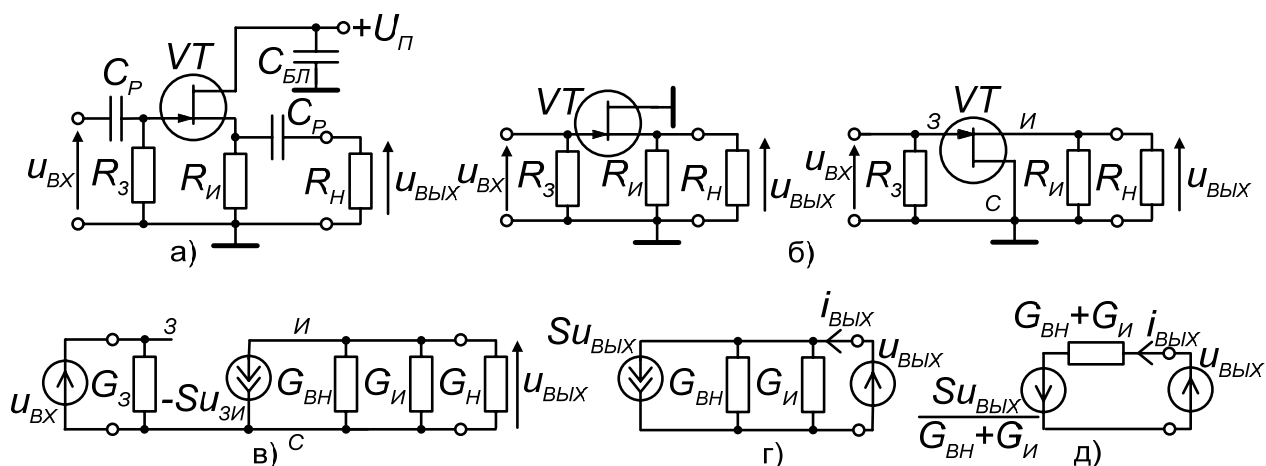 +U_П
VT
C_БЛ
C_Р
C_Р
u_ВХ
R_З
R_И
R_Н
u_ВЫХ
а)
VT
u_ВХ
R_З
R_И
R_Н
u_ВЫХ
VT
З
И
u_ВХ
R_З
С
R_И
R_Н
u_ВЫХ
б)
З
И
u_ВХ
G_З
-Su_ЗИ
G_ВН
G_И
G_Н
u_ВЫХ
С
в)
i_ВЫХ
Su_ВЫХ
G_ВН
G_И
u_ВЫХ
г)
G_ВН+G_И
i_ВЫХ
u_ВЫХ
Su_ВЫХ
G_ВН+G_И
д)